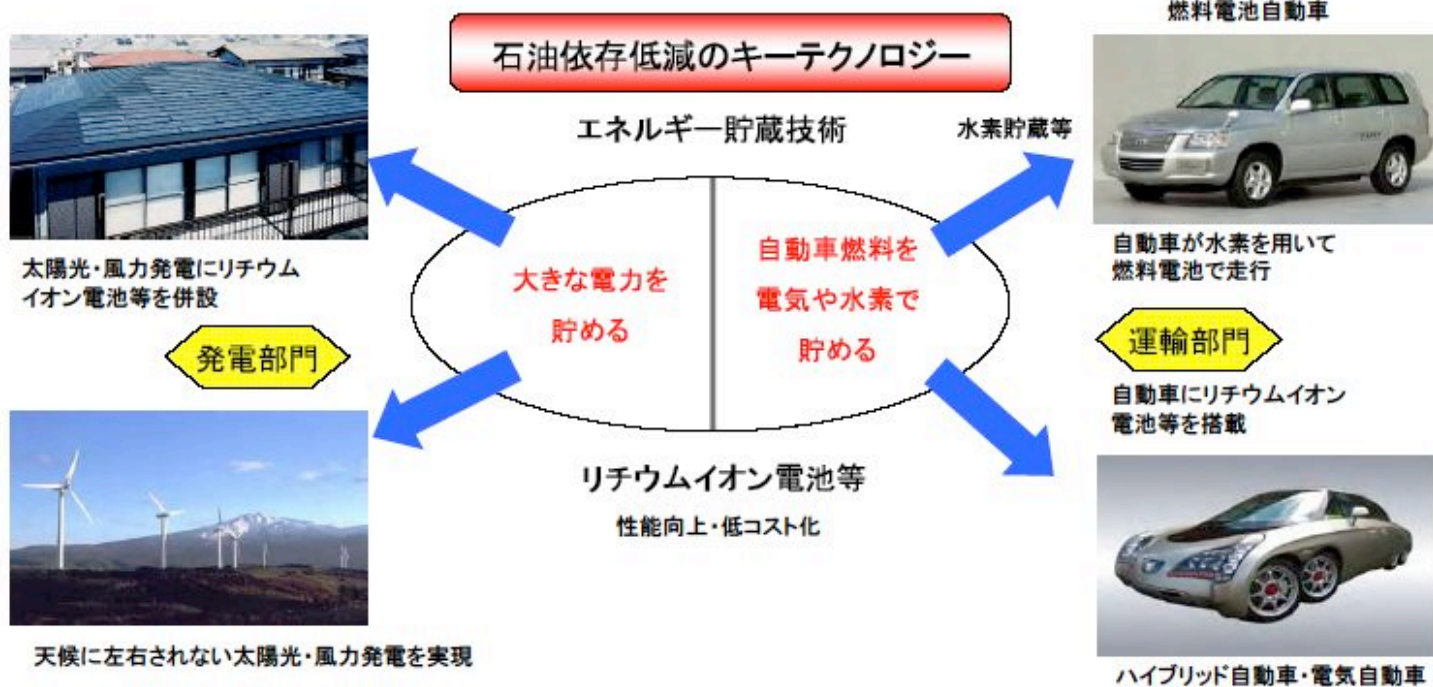 燃料電池自動車
石油依存低減のキーテクノロジー
エネルギー貯蔵技術
水素貯蔵等
太陽光・風力発電にリチウム
イオン電池等を併設
大きな電力を
貯める
自動車燃料を
電気や水素で
貯める
自動車が水素を用いて
燃料電池で走行
発電部門
運輸部門
自動車にリチウムイオン
電池等を搭載
リチウムイオン電池等
性能向上・低コスト化
天候に左右されない太陽光・風力発電を実現
ハイブリッド自動車・電気自動車